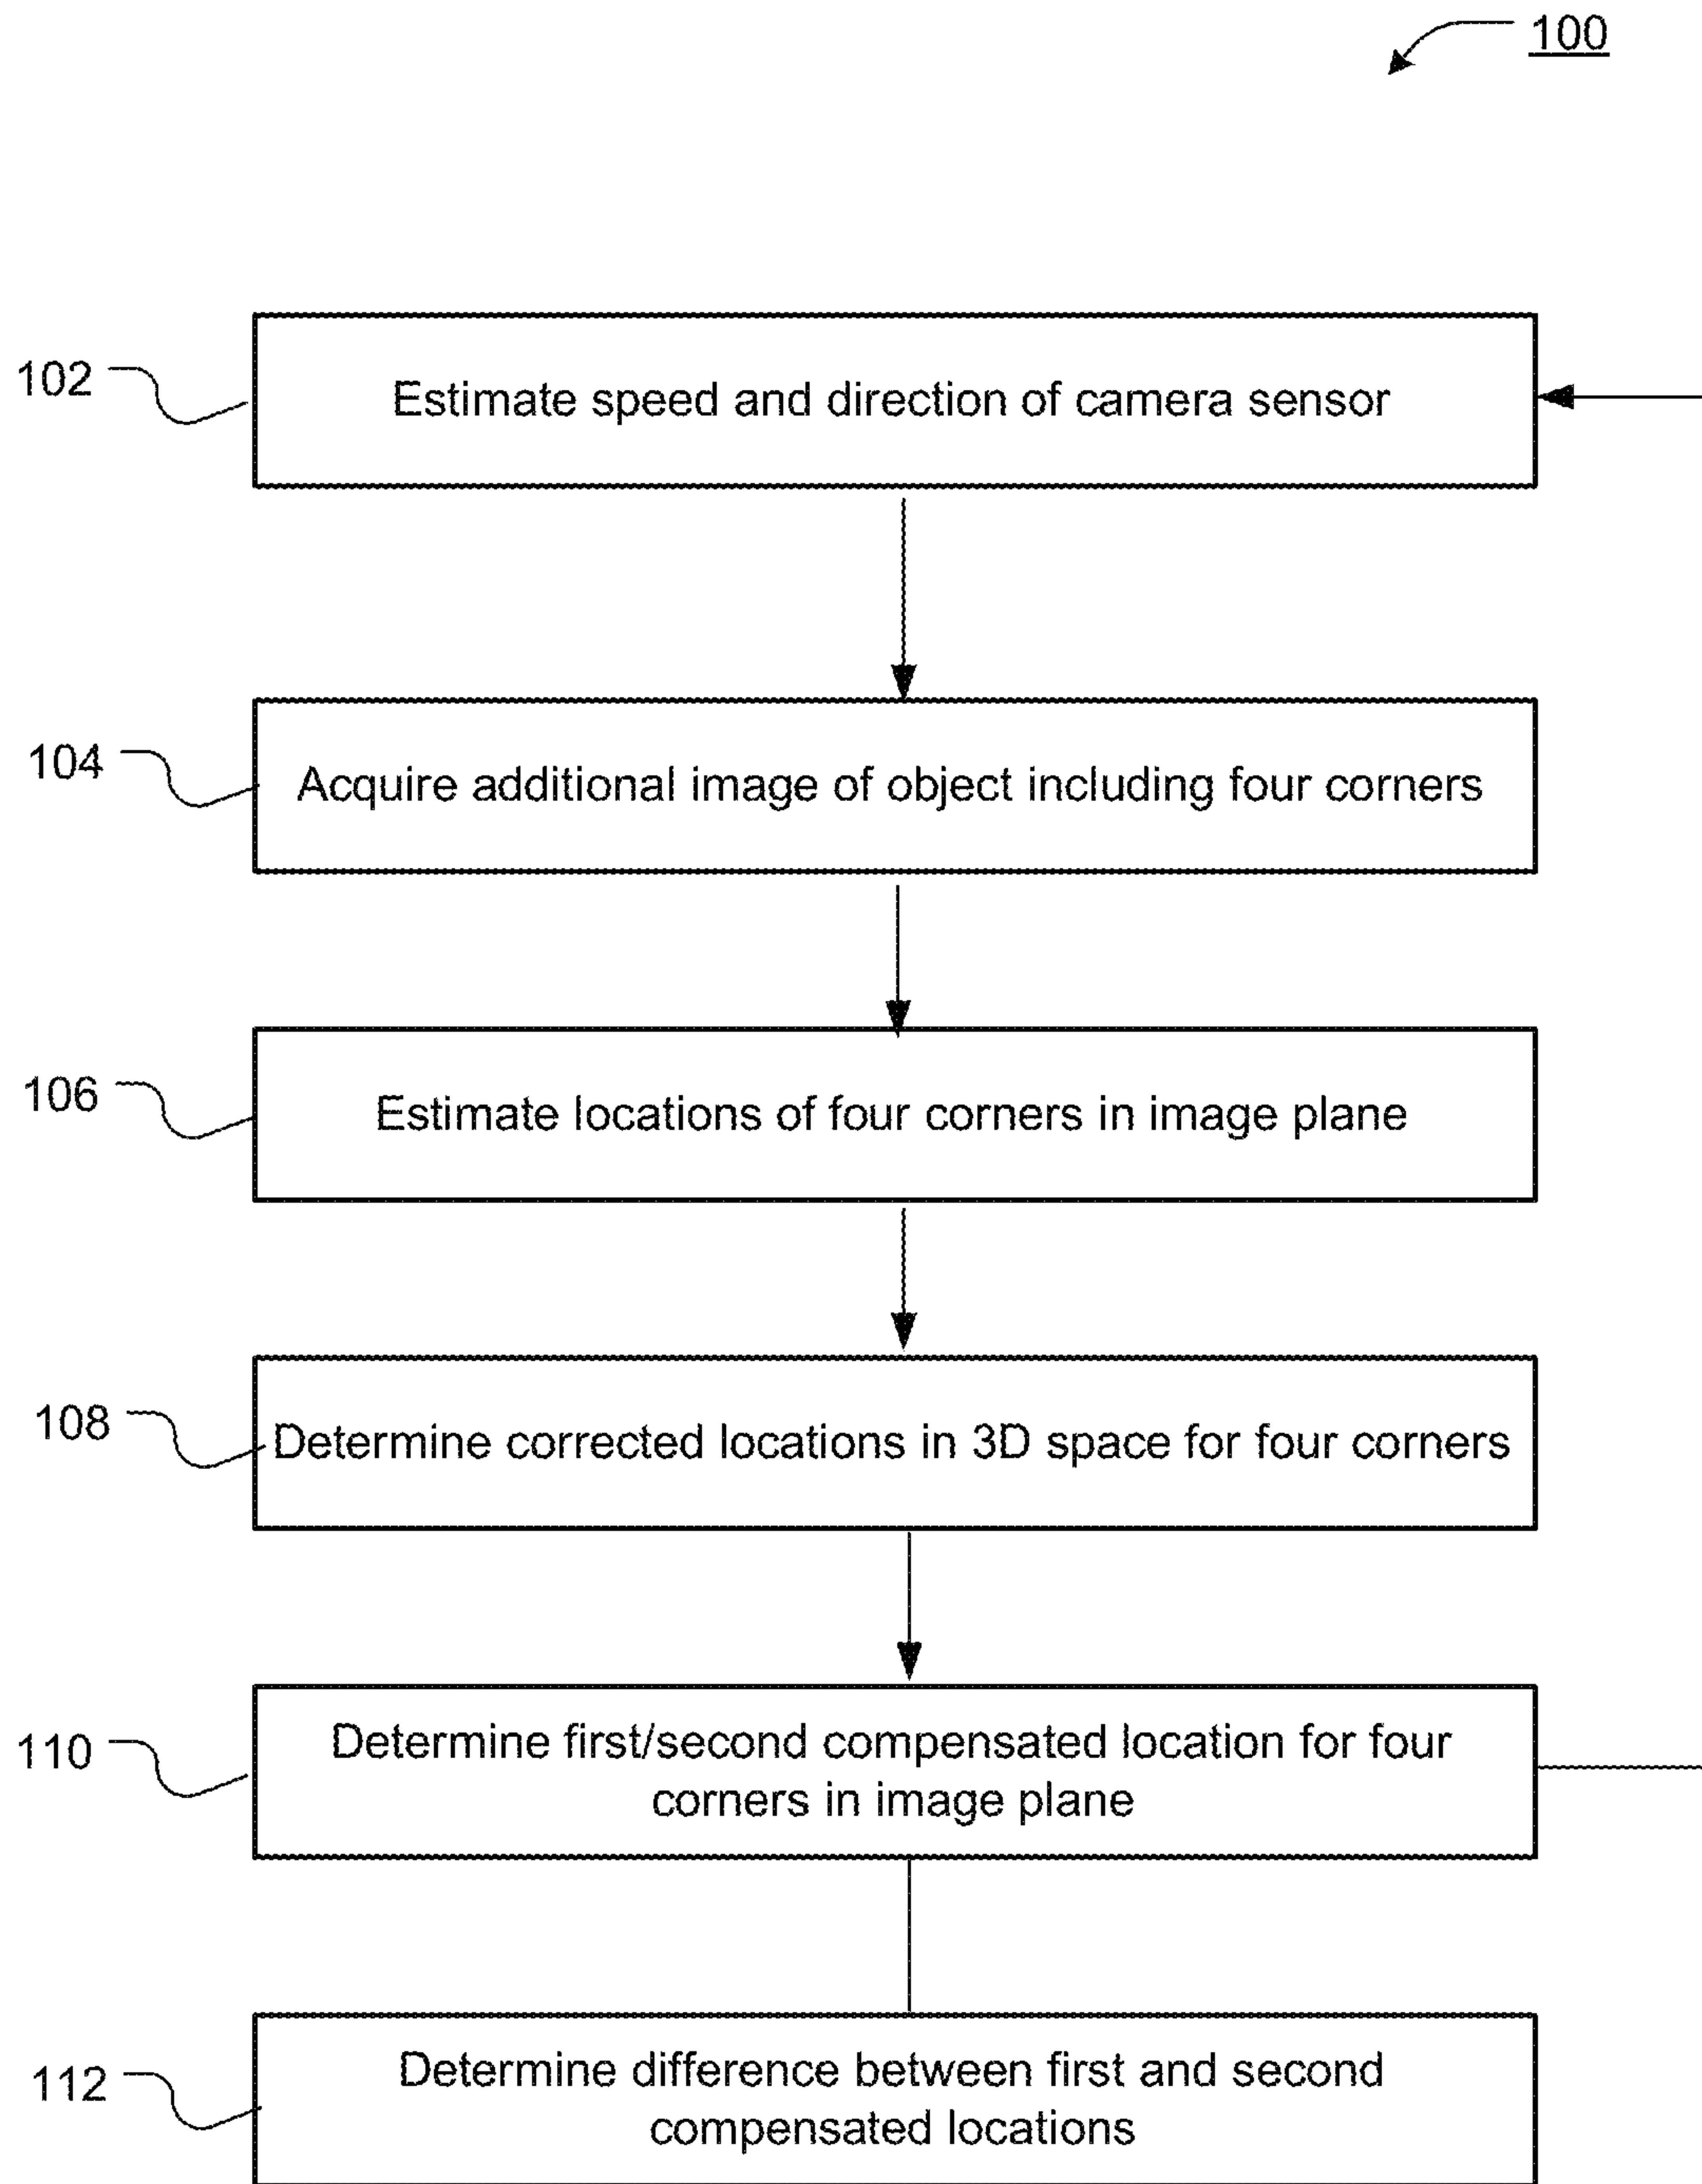 100
102
Estimate speed and direction of camera sensor
104
Acquire additional image of object including four corners
106
Estimate locations of four corners in image plane
108
Determine corrected locations in 3D space for four corners
110
Determine first/second compensated location for four
corners in image plane
112
Determine difference between first and second
compensated locations